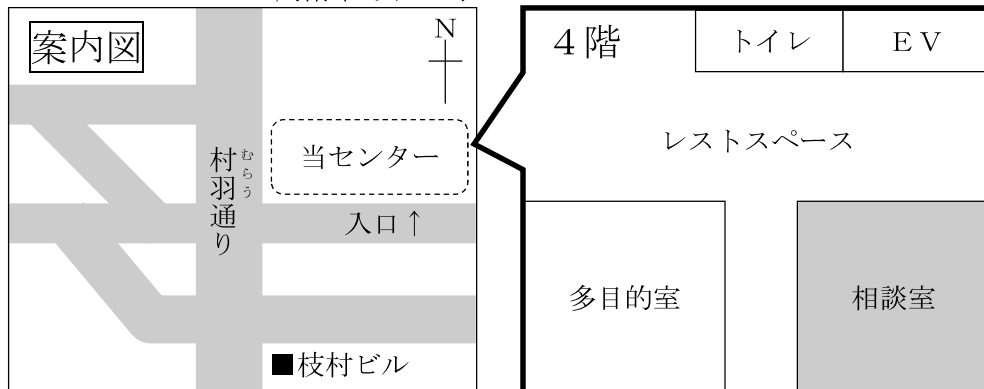 案内図
N
当センター
村羽通り
むらう
入口↑
■枝村ビル
4階
トイレ
EV
レストスペース
多目的室
相談室